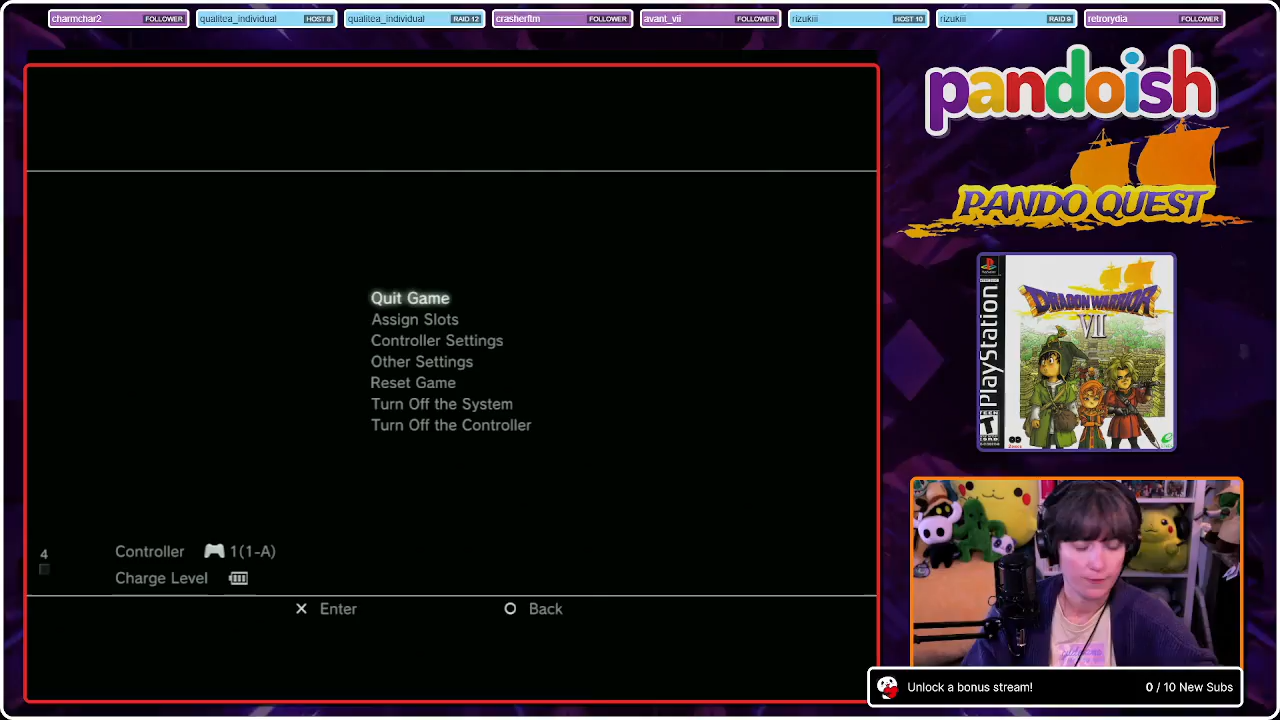 charmchar2 FOLLOWER
qualitea_individual HOST 8
qualitea_individual RAID 12
crasherftm FOLLOWER
avant_vii FOLLOWER
rizukiii HOST 10
rizukiii RAID 9
retrorydia FOLLOWER
pandoish
PANDO QUEST
PlayStation
DRAGON WARRIOR
VII
TEEN
Quit Game
Assign Slots
Controller Settings
Other Settings
Reset Game
Turn Off the System
Turn Off the Controller
4
Controller 1(1-A)
Charge Level
Enter
Back
Unlock a bonus stream! 0 / 10 New Subs